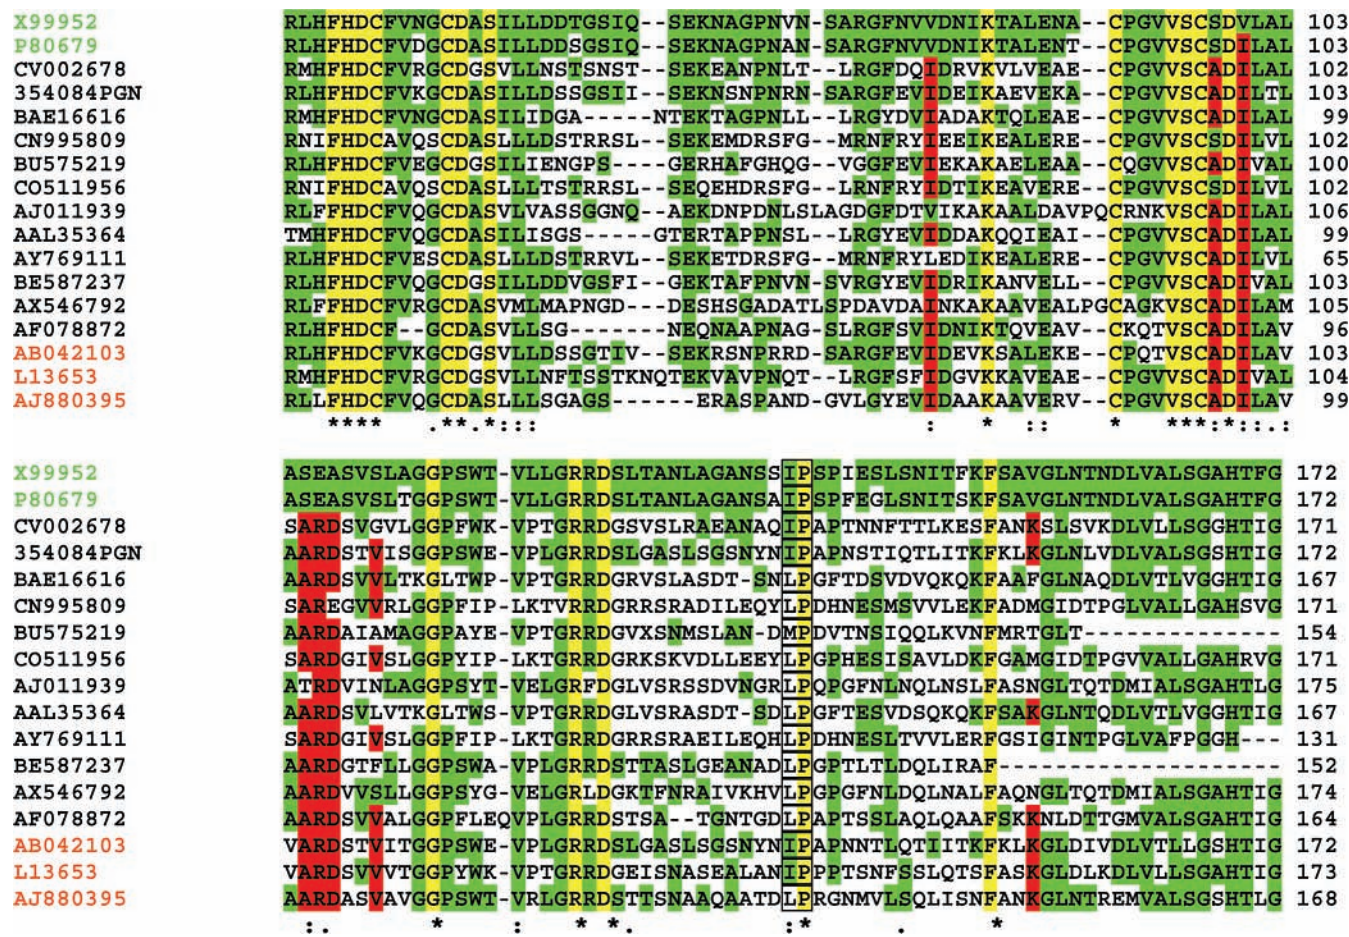 X99952 RLHFHDCFVNGCDASILLDDTGSIQ--SEKNAGPNVN-SARGFNVVDNIKTALENA--CPGVVSCSDVLAL 103
P80679 RLHFHDCFVDGCDASILLDDSGSIQ--SEKNAGPNAN-SARGFNVVDNIKTALENT--CPGVVSCSDILAL 103
CV002678 RMHFHDCFVRGCDGSVLLNSTSNST--SEKEANPNLT--LRGFDQIDRVKVLVEAE--CPGVVSCADILAL 102
354084PGN RLHFHDCFVKGCDASILLDSSGSII--SEKNSNPNRN-SARGFEVIDEIKAEVEKA--CPGVVSCADILTL 103
BAE16616 RMHFHDCFVNGCDASILIDGA-----NTEKTAGPNLL--LRGYDVIADAKTQLEAE--CPGVVSCADILAL 99
CN995809 RNIFHDCAVQSCDASLLLDSTRRSL--SEKEMDRSFG--MRNFRYIEEIKEALERE--CPGVVSCSDILVL 102
BU575219 RLHFHDCFVEGCDGSILIENGPS----GERHAFGHQG--VGGFEVIEKAKAELEAA--CQGVVSCADIVAL 100
CO511956 RNIFHDCAVQSCDASLLLTSTRRSL--SEQEHDRSFG--LRNFRYIDTIKEAVERE--CPGVVSCSDILVL 102
AJ011939 RLFFHDCFVQGCDASVLVASSGGNQ--AEKDNPDNLSLAGDGFDTVIKAKAALDAVPQCRNKVSCADILAL 106
AAL35364 TMHFHDCFVQGCDASILISGS-----GTERTAPPNSL--LRGYEVIDDAKQQIEAI--CPGVVSCADILAL 99
AY769111 RLHFHDCFVESCDASLLLDSTRRVL--SEKETDRSFG--MRNFRYLEDIKEALERE--CPGVVSCADILVL 65
BE587237 RLHFHDCFVQGCDGSILLDDVGSFI--GEKTAFPNVN-SVRGYEVIDRIKANVELL--CPGVVSCADIVAL 103
AX546792 RLFFHDCFVRGCDASVMLMAPNGD---DESHSGADATLSPDAVDAINKAKAAVEALPGCAGKVSCADILAM 105
AF078872 RLHFHDCF--GCDASVLLSG-------NEQNAAPNAG-SLRGFSVIDNIKTQVEAV--CKQTVSCADILAV 96
AB042103 RLHFHDCFVKGCDGSVLLDSSGTIV--SEKRSNPRRD-SARGFEVIDEVKSALEKE--CPQTVSCADILAV 103
L13653 RMHFHDCFVRGCDGSVLLNFTSSTKNQTEKVAVPNQT--LRGFSFIDGVKKAVEAE--CPGVVSCADIVAL 104
AJ880395 RLLFHDCFVQGCDASLLLSGAGS------ERASPAND-GVLGYEVIDAAKAAVERV--CPGVVSCADILAV 99
**** .**.*::: : * :: * ***:*::.:
X99952 ASEASVSLAGGPSWT-VLLGRRDSLTANLAGANSSIPSPIESLSNITFKFSAVGLNTNDLVALSGAHTFG 172
P80679 ASEASVSLTGGPSWT-VLLGRRDSLTANLAGANSAIPSPFEGLSNITSKFSAVGLNTNDLVALSGAHTFG 172
CV002678 SARDSVGVLGGPFWK-VPTGRRDGSVSLRAEANAQIPAPTNNFTTLKESFANKSLSVKDLVLLSGGHTIG 171
354084PGN AARDSTVISGGPSWE-VPLGRRDSLGASLSGSNYNIPAPNSTIQTLITKFKLKGLNLVDLVALSGSHTIG 172
BAE16616 AARDSVVLTKGLTWP-VPTGRRDGRVSLASDT-SNLPGFTDSVDVQKQKFAAFGLNAQDLVTLVGGHTIG 167
CN995809 SAREGVVRLGGPFIP-LKTVRRDGRRSRADILEQYLPDHNESMSVVLEKFADMGIDTPGLVALLGAHSVG 171
BU575219 AARDAIAMAGGPAYE-VPTGRRDGVXSNMSLAN-DMPDVTNSIQQLKVNFMRTGLT-------------- 154
CO511956 SARDGIVSLGGPYIP-LKTGRRDGRKSKVDLLEEYLPGPHESISAVLDKFGAMGIDTPGVVALLGAHRVG 171
AJ011939 ATRDVINLAGGPSYT-VELGRFDGLVSRSSDVNGRLPQPGFNLNQLNSLFASNGLTQTDMIALSGAHTLG 175
AAL35364 AARDSVLVTKGLTWS-VPTGRRDGLVSRASDT-SDLPGFTESVDSQKQKFSAKGLNTQDLVTLVGGHTIG 167
AY769111 SARDGIVSLGGPFIP-LKTGRRDGRRSRAEILEQHLPDHNESLTVVLERFGSIGINTPGLVAFPGGH--- 131
BE587237 AARDGTFLLGGPSWA-VPLGRRDSTTASLGEANADLPGPTLTLDQLIRAF-------------------- 152
AX546792 AARDVVSLLGGPSYG-VELGRLDGKTFNRAIVKHVLPGPGFNLDQLNALFAQNGLTQTDMIALSGAHTIG 174
AF078872 AARDSVVALGGPFLEQVPLGRRDSTSA--TGNTGDLPAPTSSLAQLQAAFSKKNLDTTGMVALSGAHTIG 164
AB042103 VARDSTVITGGPSWE-VPLGRRDSLGASLSGSNYNIPAPNNTLQTIITKFKLKGLDIVDLVTLLGSHTIG 172
L13653 VARDSVVVTGGPYWK-VPTGRRDGEISNASEALANIPPPTSNFSSLQTSFASKGLDLKDLVLLSGAHTIG 173
AJ880395 AARDASVAVGGPSWT-VRLGRRDSTTSNAAQAATDLPRGNMVLSQLISNFANKGLNTREMVALSGSHTLG 168
:. * . * *. :* . *